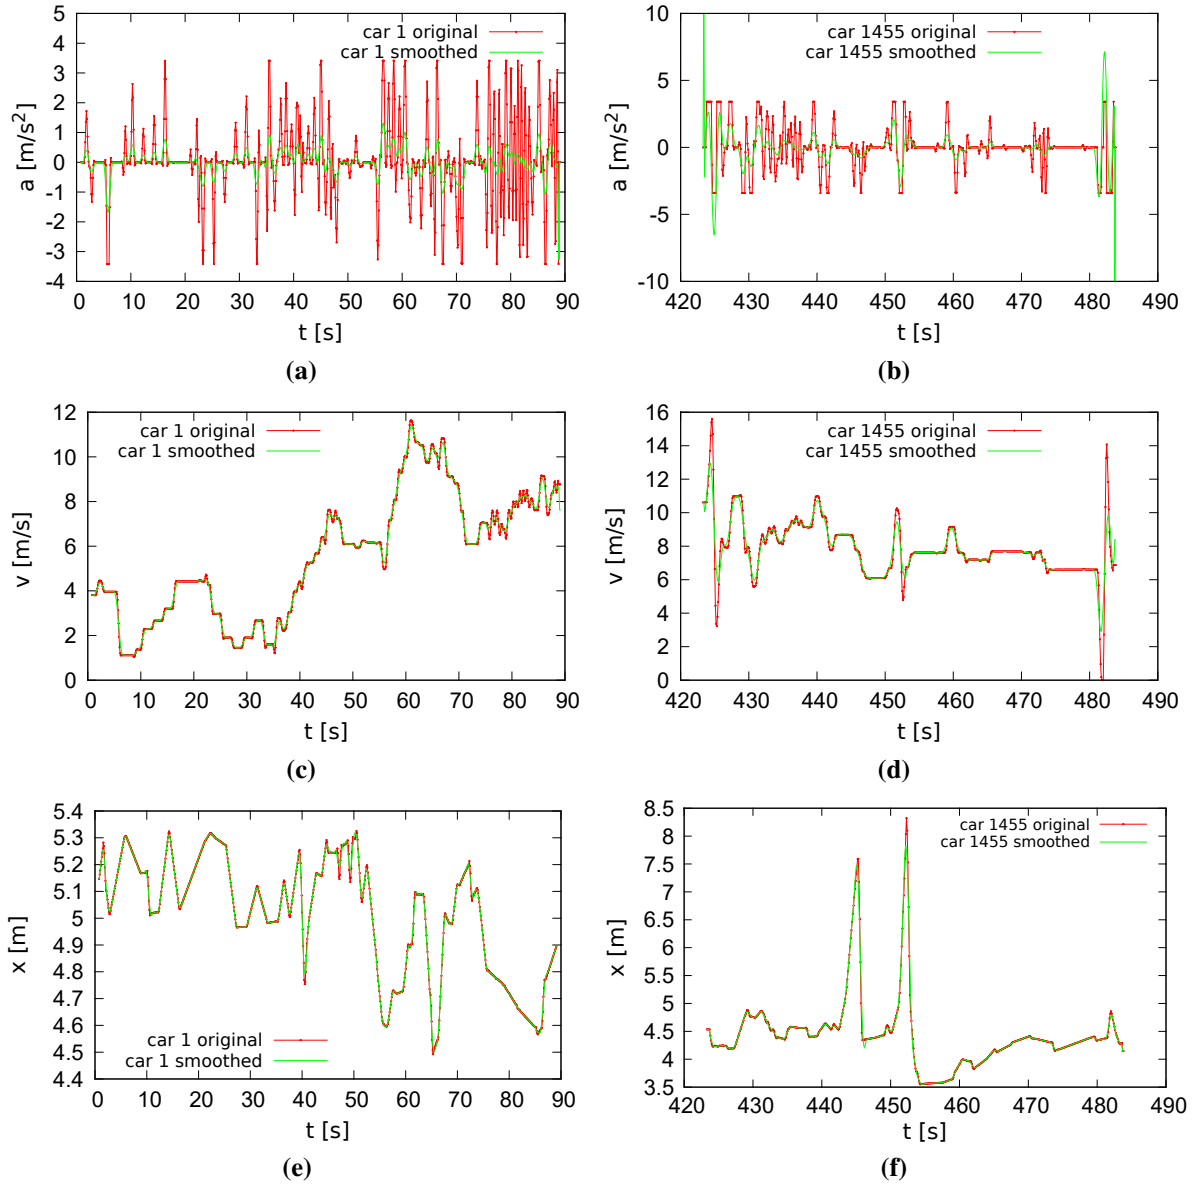 5
4
3
2
1
0
-1
-2
-3
-4
a [m/s²]
car 1 original
car 1 smoothed
0 10 20 30 40 50 60 70 80 90
t [s]
(a)
10
5
0
-5
-10
a [m/s²]
car 1455 original
car 1455 smoothed
420 430 440 450 460 470 480 490
t [s]
(b)
12
10
8
6
4
2
0
v [m/s]
car 1 original
car 1 smoothed
0 10 20 30 40 50 60 70 80 90
t [s]
(c)
16
14
12
10
8
6
4
2
0
v [m/s]
car 1455 original
car 1455 smoothed
420 430 440 450 460 470 480 490
t [s]
(d)
5.4
5.3
5.2
5.1
5
4.9
4.8
4.7
4.6
4.5
4.4
x [m]
car 1 original
car 1 smoothed
0 10 20 30 40 50 60 70 80 90
t [s]
(e)
8.5
8
7.5
7
6.5
6
5.5
5
4.5
4
3.5
x [m]
car 1455 original
car 1455 smoothed
420 430 440 450 460 470 480 490
t [s]
(f)